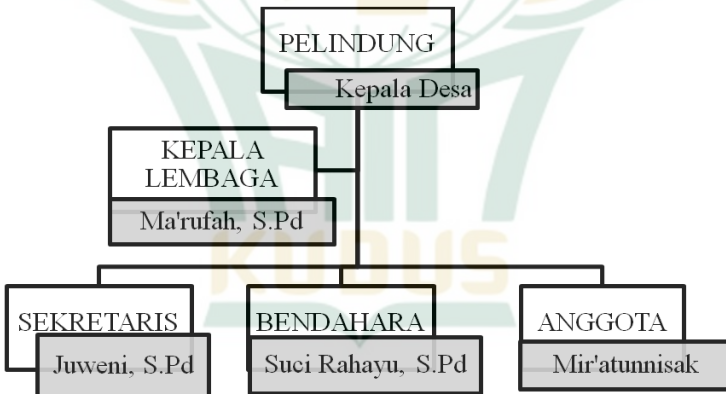 PELINDUNG
Kepala Desa
KEPALA
LEMBAGA
Ma'rufah, S.Pd
KUDUS
SEKRETARIS
Juweni, S.Pd
BENDAHARA
Suci Rahayu, S.Pd
ANGGOTA
Mir'atunnisak